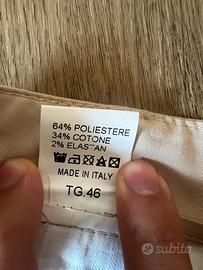 64% POLIESTERE
34% COTONE
2% ELASTAN
MADE IN ITALY
TG.46
subito